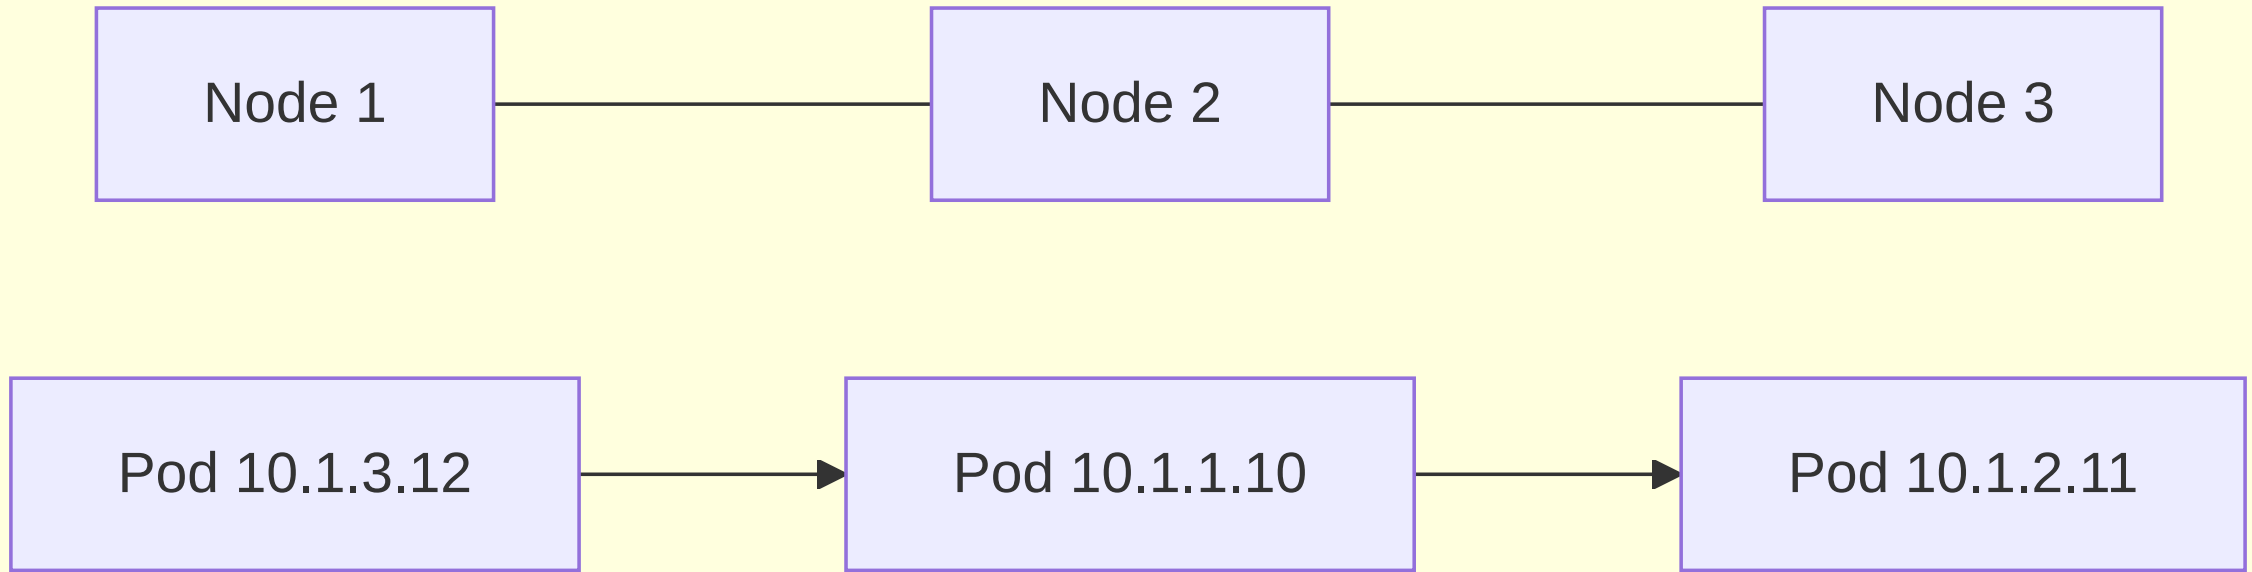 Node 1
Node 2
Node 3
Pod 10.1.3.12
Pod 10.1.1.10
Pod 10.1.2.11